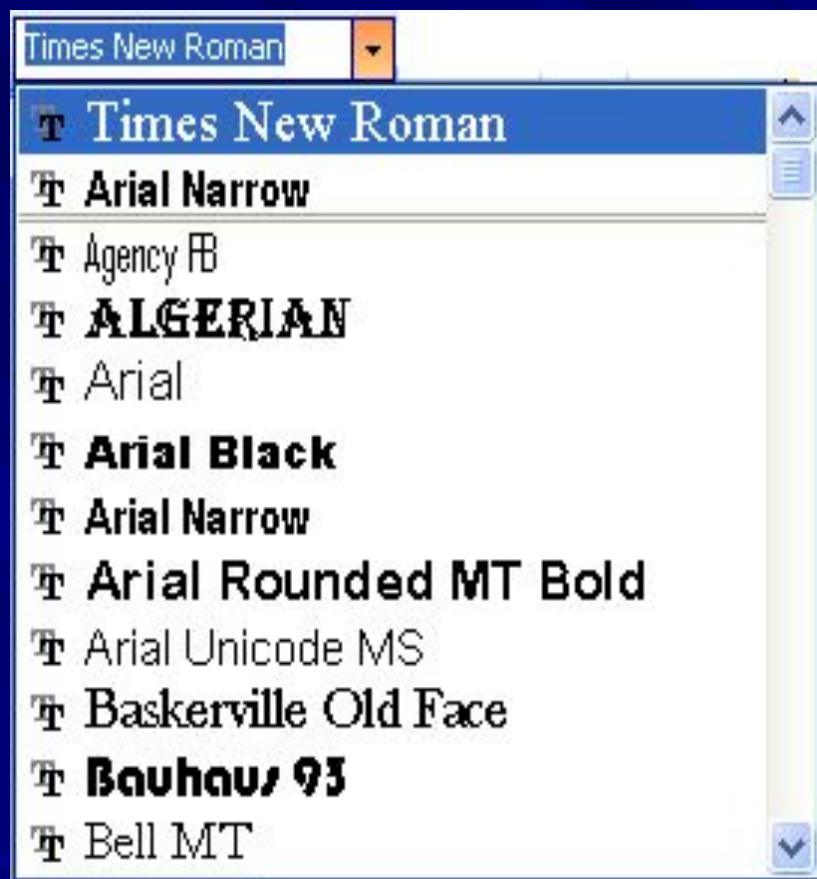 Times New Roman
Times New Roman
Arial Narrow
Agency FB
ALGERIAN
Arial
Arial Black
Arial Narrow
Arial Rounded MT Bold
Arial Unicode MS
Baskerville Old Face
Bauhaus 93
Bell MT